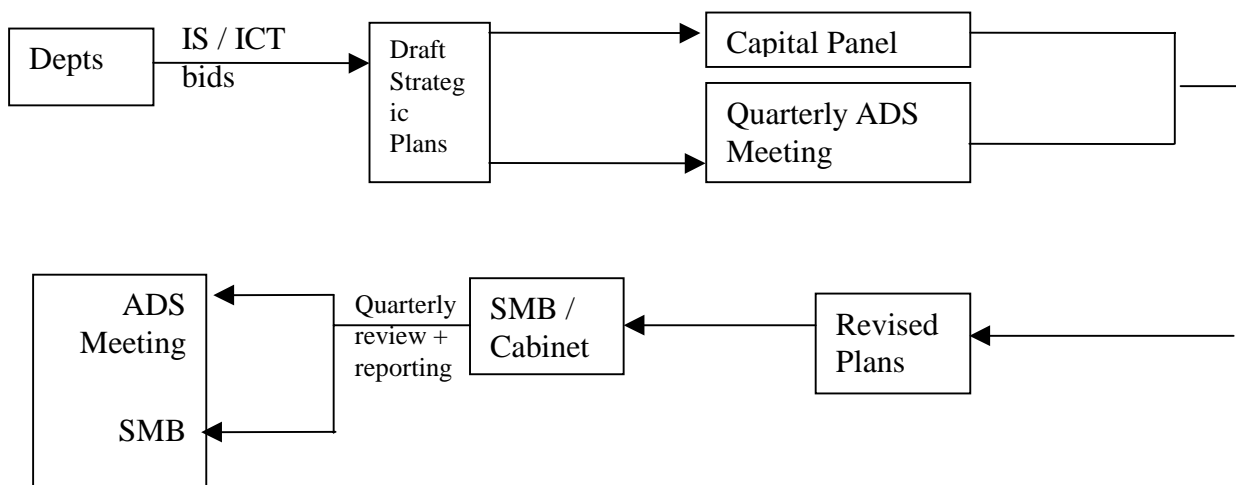 Depts
IS / ICT
bids
Draft
Strateg
ic
Plans
Capital Panel
Quarterly ADS
Meeting
ADS
Meeting
SMB
Quarterly
review +
reporting
SMB /
Cabinet
Revised
Plans